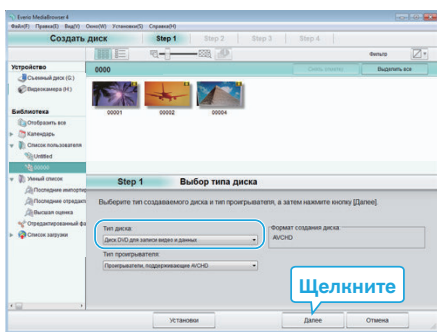 Everio MediaBrowser 4
Файл(F) Правка(E) Вид(V) Окно(W) Установки(S) Справка(H)
Создать диск
Step 1 Step 2 Step 3 Step 4
Фильтр
Устройство
0000
Выделить все
Съемный диск (G:)
Видеокамера (H:)
00001 00002 00004
Библиотека
Отобразить все
Календарь
Список пользователя
Untitled
0000
Умный список
Последние импортир
Последние отредакт
Высшая оценка
Отредактированный фа
Список загрузки
Step 1 Выбор типа диска
Выберите тип создаваемого диска и тип проигрывателя, а затем нажмите кнопку [Далее].
Тип диска:
Диск DVD для записи видео и данных
Формат создания диска
AVCHD
Тип проигрывателя:
Проигрыватели, поддерживающие AVCHD
Щелкните
Установки Далее Отмена